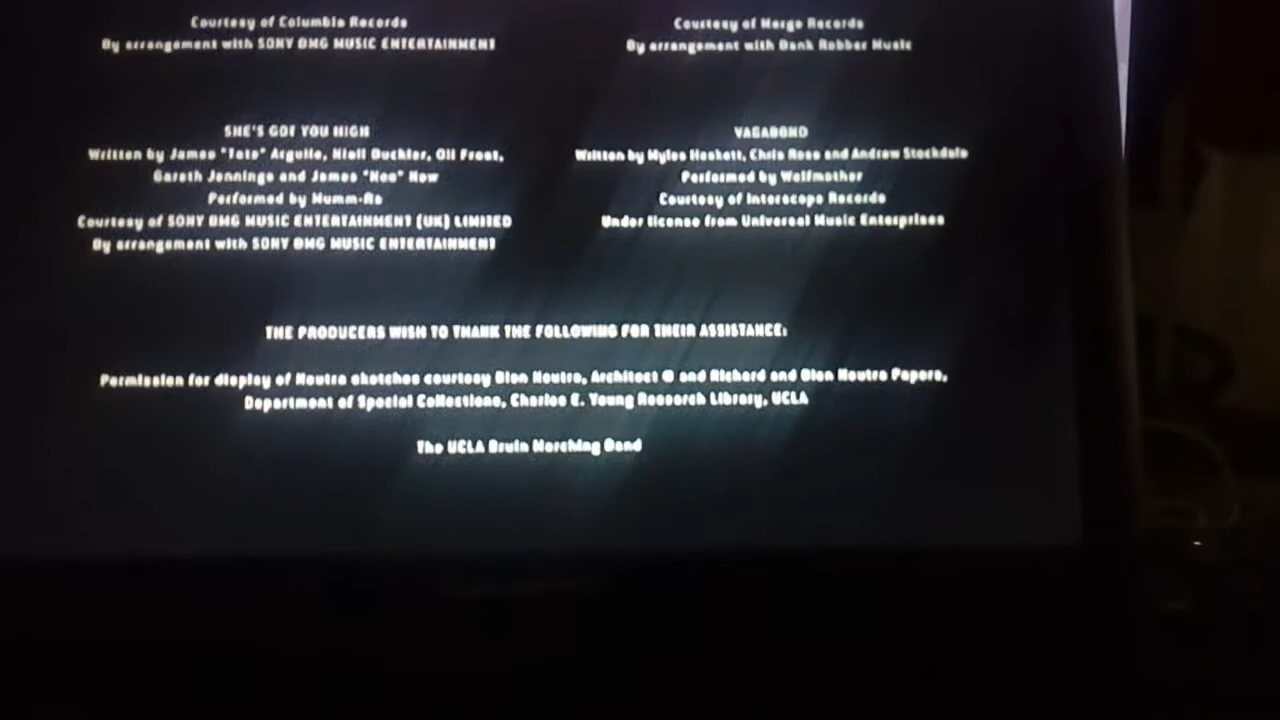 Courtesy of Columbia Records
By arrangement with SONY BMG MUSIC ENTERTAINMENT
Courtesy of Merge Records
By arrangement with Bank Robber Music
SHE'S GOT YOU HIGH
Written by James "Tate" Arguile, Niall Buckler, Oli Frost,
Gareth Jennings and James "Noo" New
Performed by Mumm-Ra
Courtesy of SONY BMG MUSIC ENTERTAINMENT (UK) LIMITED
By arrangement with SONY BMG MUSIC ENTERTAINMENT
VAGABOND
Written by Myles Heskett, Chris Ross and Andrew Stockdale
Performed by Wolfmother
Courtesy of Interscope Records
Under license from Universal Music Enterprises
THE PRODUCERS WISH TO THANK THE FOLLOWING FOR THEIR ASSISTANCE:
Permission for display of Neutra sketches courtesy Dion Neutra, Architect © and Richard and Dion Neutra Papers,
Department of Special Collections, Charles E. Young Research Library, UCLA
The UCLA Bruin Marching Band